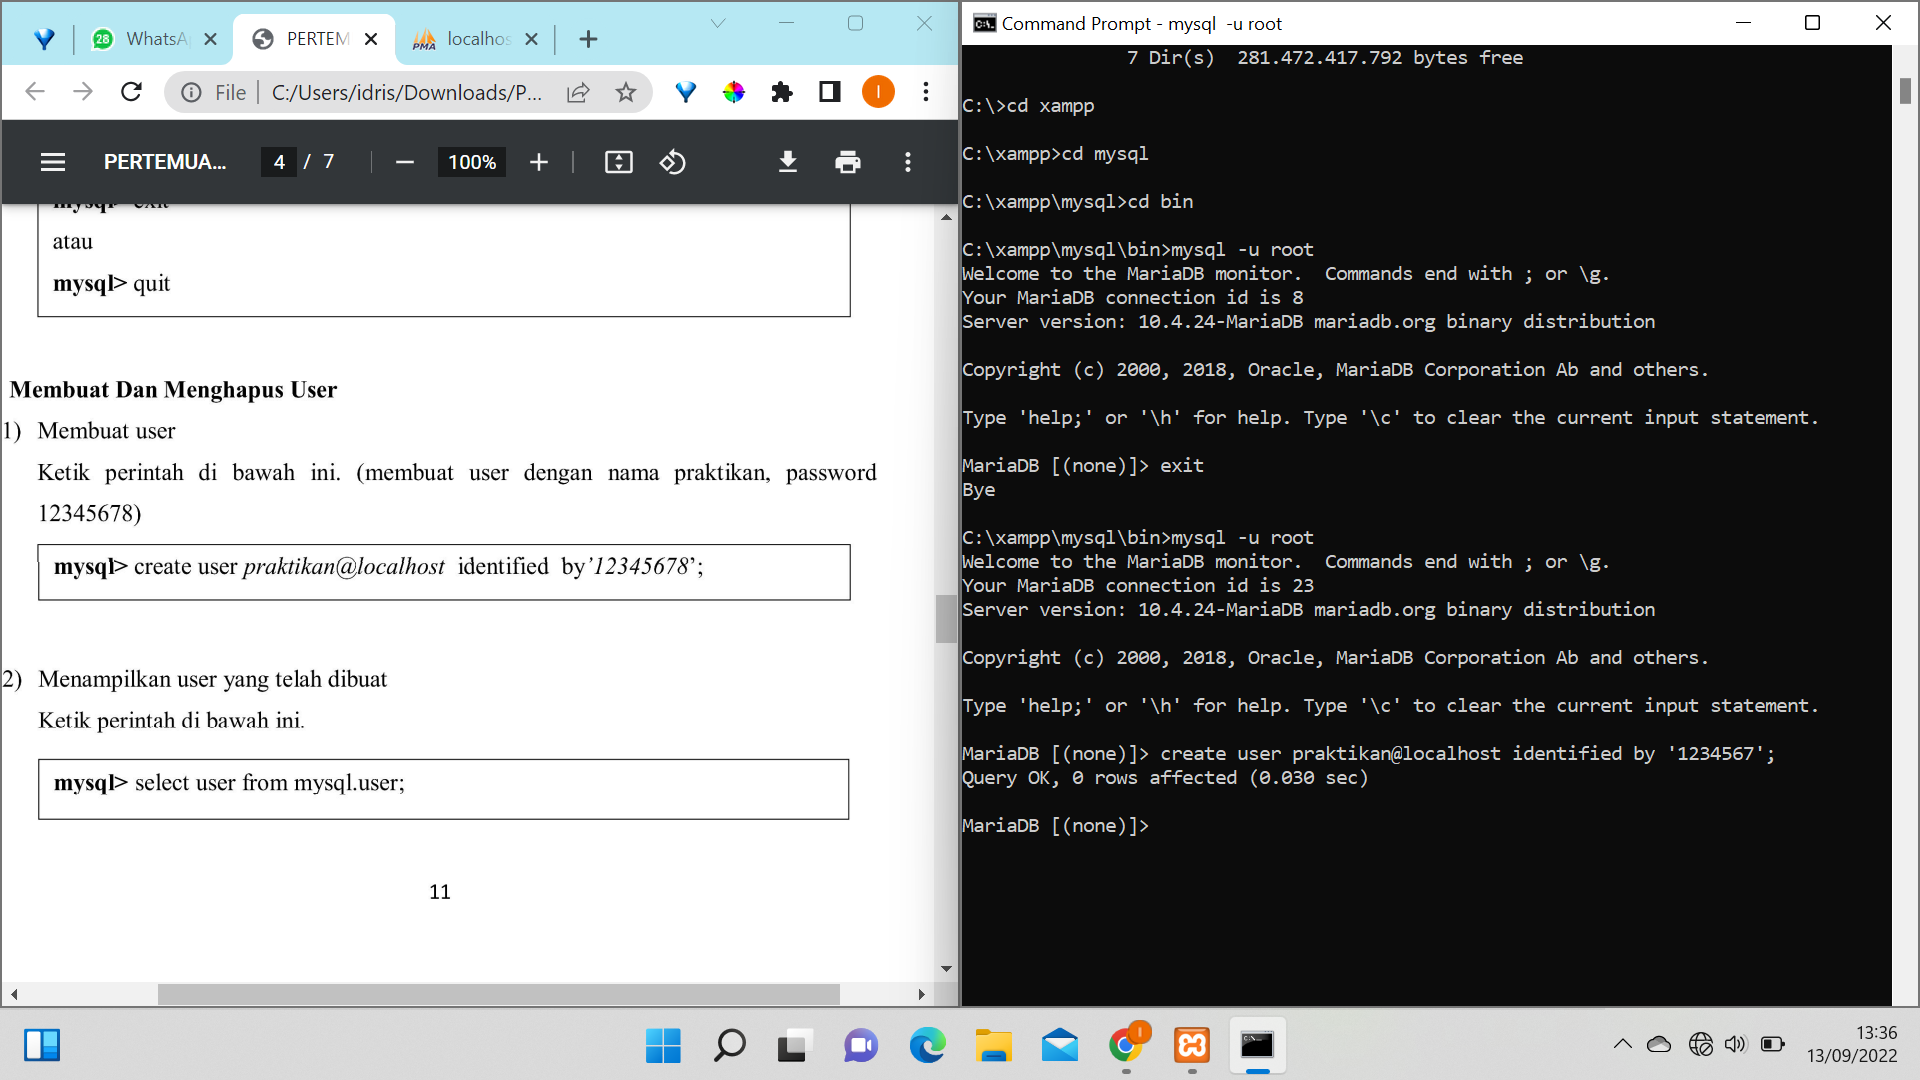 28
WhatsA
PERTEM
PMA
localhos
File
C:/Users/idris/Downloads/P...
I
PERTEMUA...
4 / 7
100%
mysql> exit
atau
mysql> quit
Membuat Dan Menghapus User
1) Membuat user
Ketik perintah di bawah ini. (membuat user dengan nama praktikan, password
12345678)
mysql> create user praktikan@localhost identified by’12345678’;
2) Menampilkan user yang telah dibuat
Ketik perintah di bawah ini.
mysql> select user from mysql.user;
11
Command Prompt - mysql  -u root
7 Dir(s)  281.472.417.792 bytes free
C:\>cd xampp
C:\xampp>cd mysql
C:\xampp\mysql>cd bin
C:\xampp\mysql\bin>mysql -u root
Welcome to the MariaDB monitor.  Commands end with ; or \g.
Your MariaDB connection id is 8
Server version: 10.4.24-MariaDB mariadb.org binary distribution
Copyright (c) 2000, 2018, Oracle, MariaDB Corporation Ab and others.
Type 'help;' or '\h' for help. Type '\c' to clear the current input statement.
MariaDB [(none)]> exit
Bye
C:\xampp\mysql\bin>mysql -u root
Welcome to the MariaDB monitor.  Commands end with ; or \g.
Your MariaDB connection id is 23
Server version: 10.4.24-MariaDB mariadb.org binary distribution
Copyright (c) 2000, 2018, Oracle, MariaDB Corporation Ab and others.
Type 'help;' or '\h' for help. Type '\c' to clear the current input statement.
MariaDB [(none)]> create user praktikan@localhost identified by '1234567';
Query OK, 0 rows affected (0.030 sec)
MariaDB [(none)]>
13:36
13/09/2022